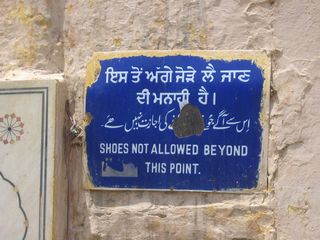 ਇਸ ਤੋਂ ਅੱਗੇ ਜੋੜੇ ਲੈ ਜਾਣ
ਦੀ ਮਨਾਹੀ ਹੈ।
اس سے آگے کی اجازت نہیں ہے
SHOES NOT ALLOWED BEYOND
THIS POINT.